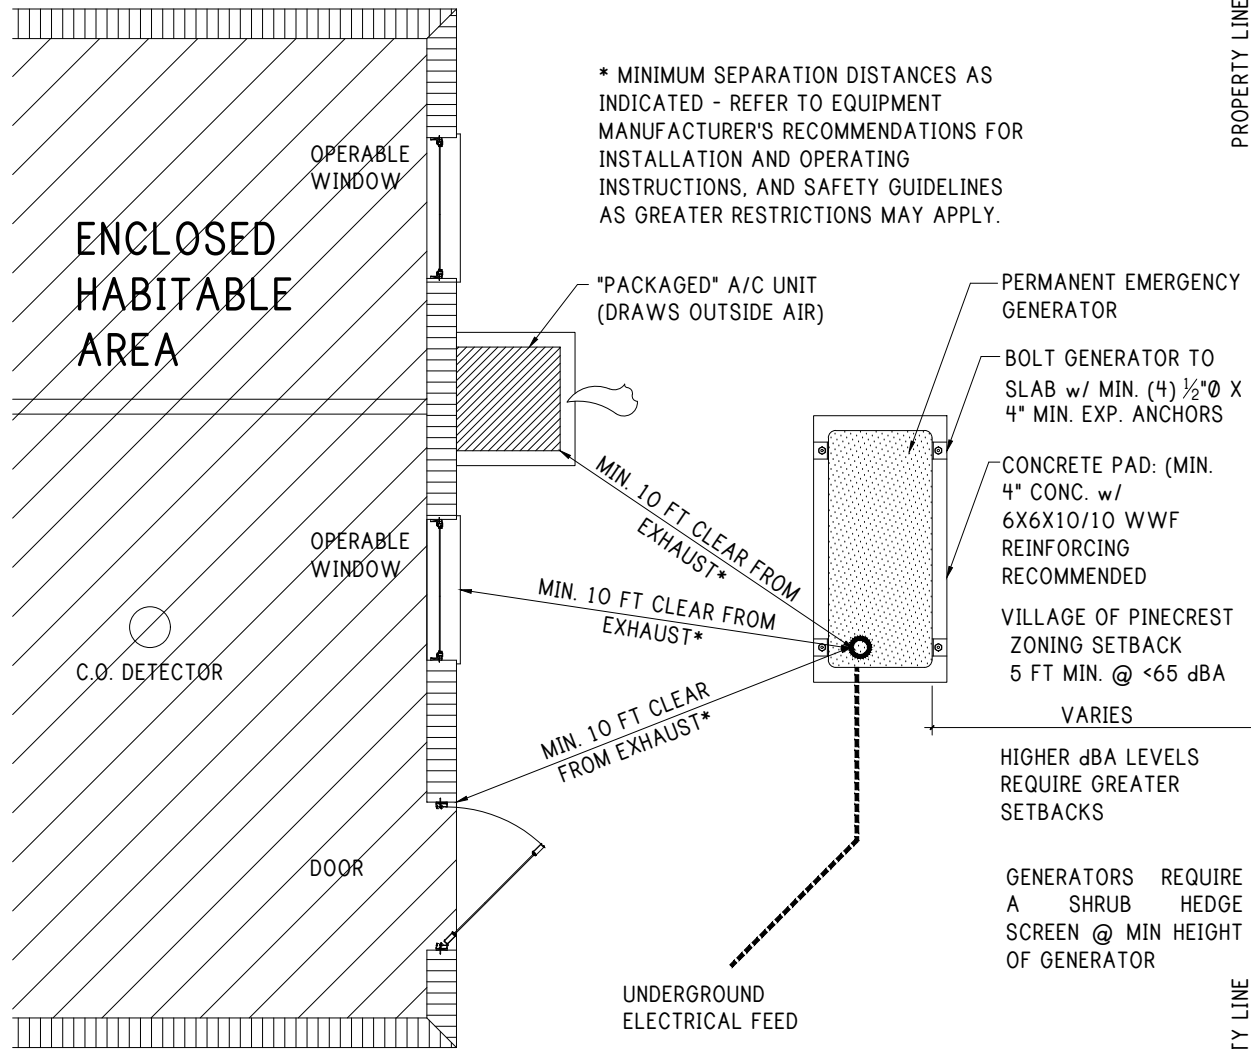 PROPERTY LINE
* MINIMUM SEPARATION DISTANCES AS
INDICATED - REFER TO EQUIPMENT
MANUFACTURER'S RECOMMENDATIONS FOR
INSTALLATION AND OPERATING
INSTRUCTIONS, AND SAFETY GUIDELINES
AS GREATER RESTRICTIONS MAY APPLY.
OPERABLE
WINDOW
ENCLOSED
HABITABLE
AREA
"PACKAGED" A/C UNIT
(DRAWS OUTSIDE AIR)
PERMANENT EMERGENCY
GENERATOR
BOLT GENERATOR TO
SLAB w/ MIN. (4) ½"Ø X
4" MIN. EXP. ANCHORS
CONCRETE PAD: (MIN.
4" CONC. w/
6X6X10/10 WWF
REINFORCING
RECOMMENDED
MIN. 10 FT CLEAR FROM
EXHAUST*
OPERABLE
WINDOW
MIN. 10 FT CLEAR FROM
EXHAUST*
VILLAGE OF PINECREST
ZONING SETBACK
5 FT MIN. @ <65 dBA
C.O. DETECTOR
MIN. 10 FT CLEAR
FROM EXHAUST*
VARIES
HIGHER dBA LEVELS
REQUIRE GREATER
SETBACKS
DOOR
GENERATORS REQUIRE
A SHRUB HEDGE
SCREEN @ MIN HEIGHT
OF GENERATOR
UNDERGROUND
ELECTRICAL FEED
TY LINE